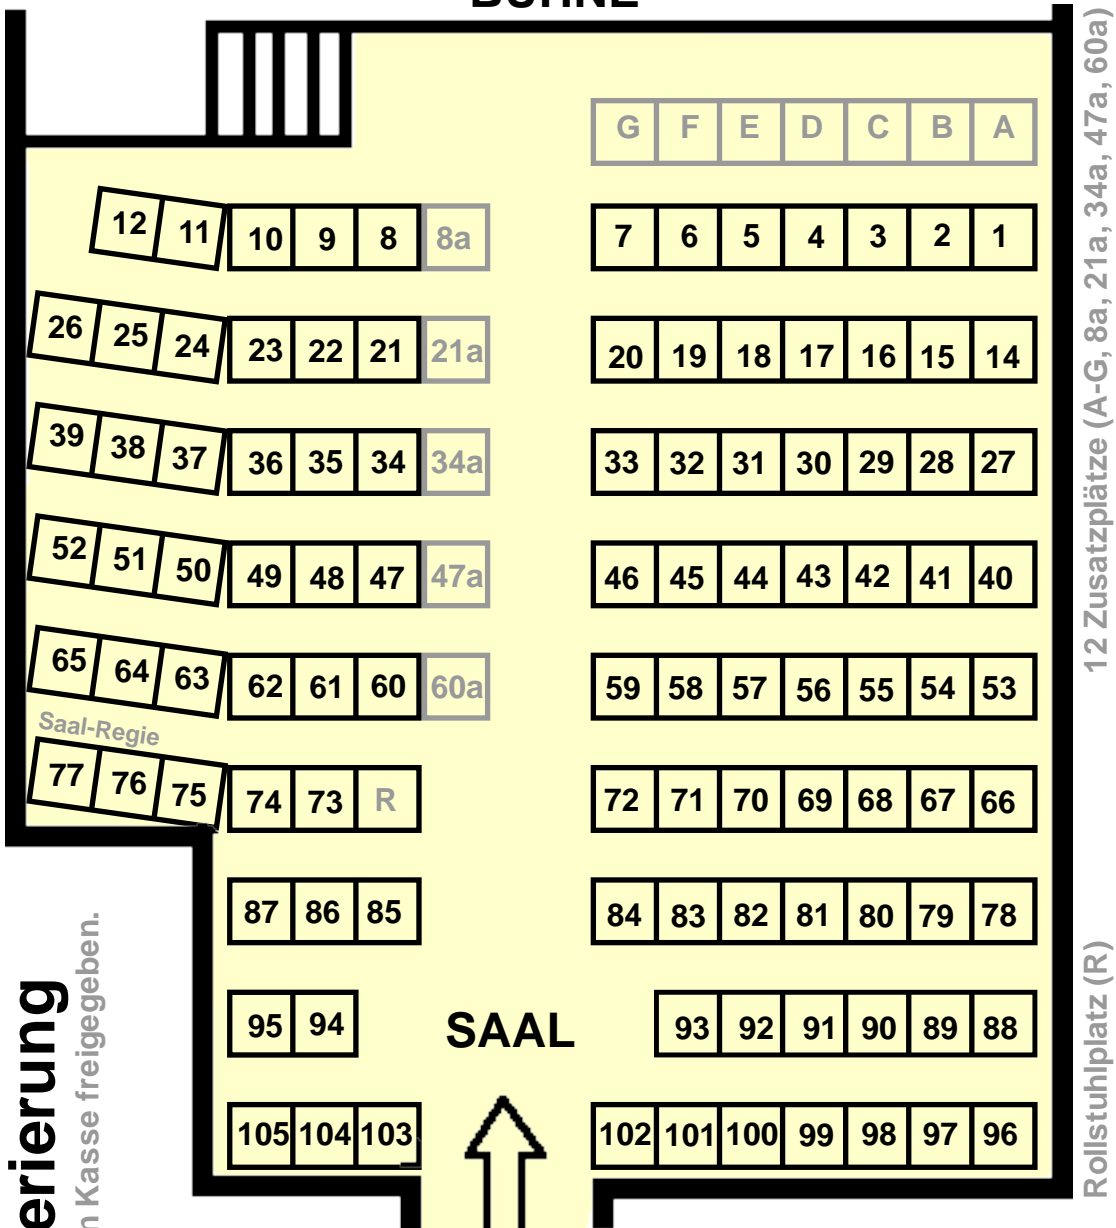 G F E D C B A
12 11 10 9 8 8a 7 6 5 4 3 2 1
26 25 24 23 22 21 21a 20 19 18 17 16 15 14
39 38 37 36 35 34 34a 33 32 31 30 29 28 27
52 51 50 49 48 47 47a 46 45 44 43 42 41 40
65 64 63 62 61 60 60a 59 58 57 56 55 54 53
Saal-Regie
77 76 75 74 73 R 72 71 70 69 68 67 66
87 86 85 84 83 82 81 80 79 78
95 94 SAAL 93 92 91 90 89 88
105 104 103 102 101 100 99 98 97 96
erierung
Kasse freigegeben.
12 Zusatzplätze (A-G, 8a, 21a, 34a, 47a, 60a)
Rollstuhlplatz (R)